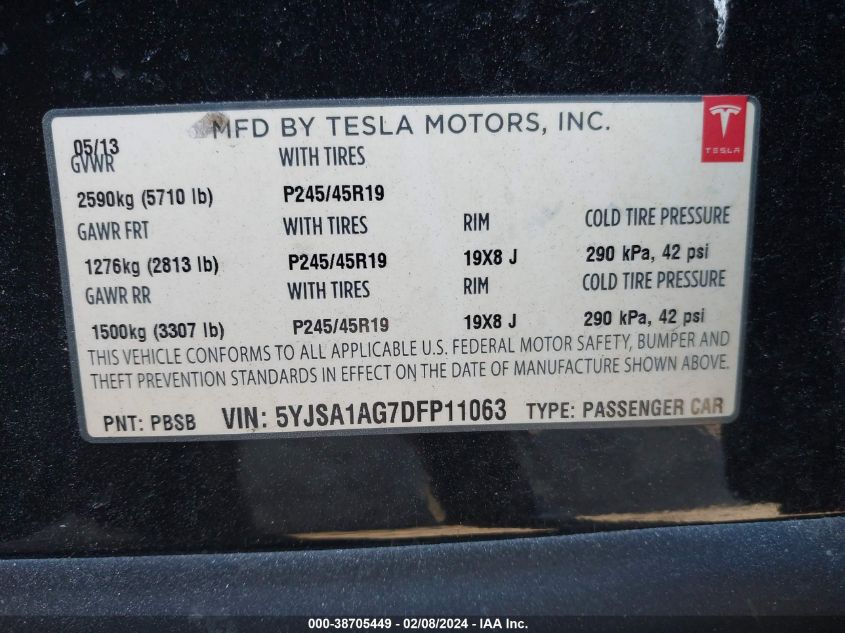 MFD BY TESLA MOTORS, INC.
TESLA
05/13
GVWR WITH TIRES
2590kg (5710 lb) P245/45R19
GAWR FRT WITH TIRES RIM COLD TIRE PRESSURE
1276kg (2813 lb) P245/45R19 19X8 J 290 kPa, 42 psi
GAWR RR WITH TIRES RIM COLD TIRE PRESSURE
1500kg (3307 lb) P245/45R19 19X8 J 290 kPa, 42 psi
THIS VEHICLE CONFORMS TO ALL APPLICABLE U.S. FEDERAL MOTOR SAFETY, BUMPER AND
THEFT PREVENTION STANDARDS IN EFFECT ON THE DATE OF MANUFACTURE SHOWN ABOVE.
PNT: PBSB VIN: 5YJSA1AG7DFP11063 TYPE: PASSENGER CAR
000-38705449 - 02/08/2024 - IAA Inc.